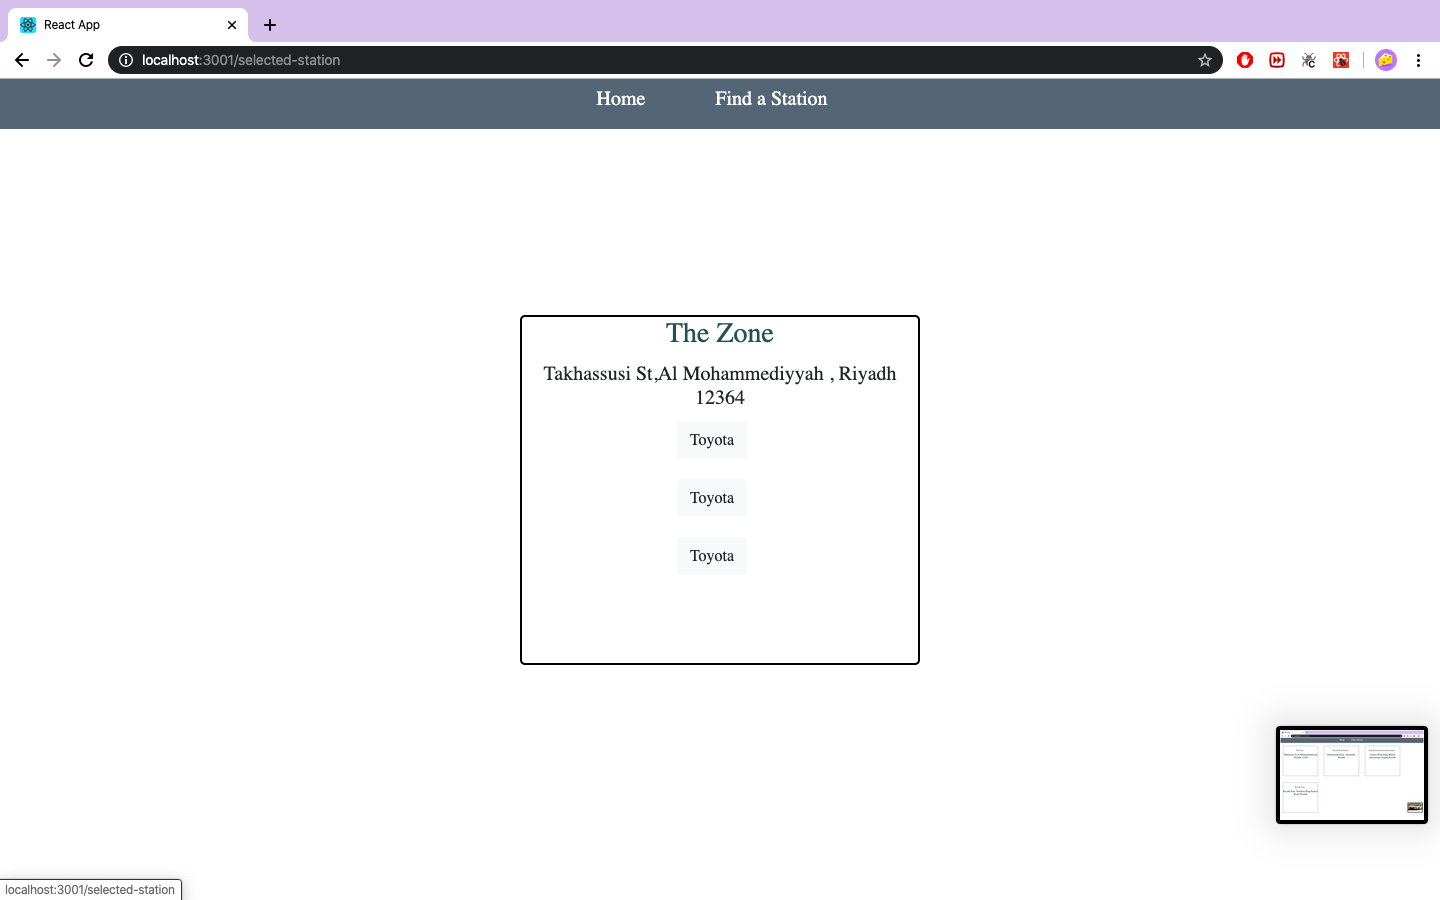 React App
localhost:3001/selected-station
Home
Find a Station
The Zone
Takhassusi St,Al Mohammediyyah , Riyadh
12364
Toyota
Toyota
Toyota
localhost:3001/selected-station